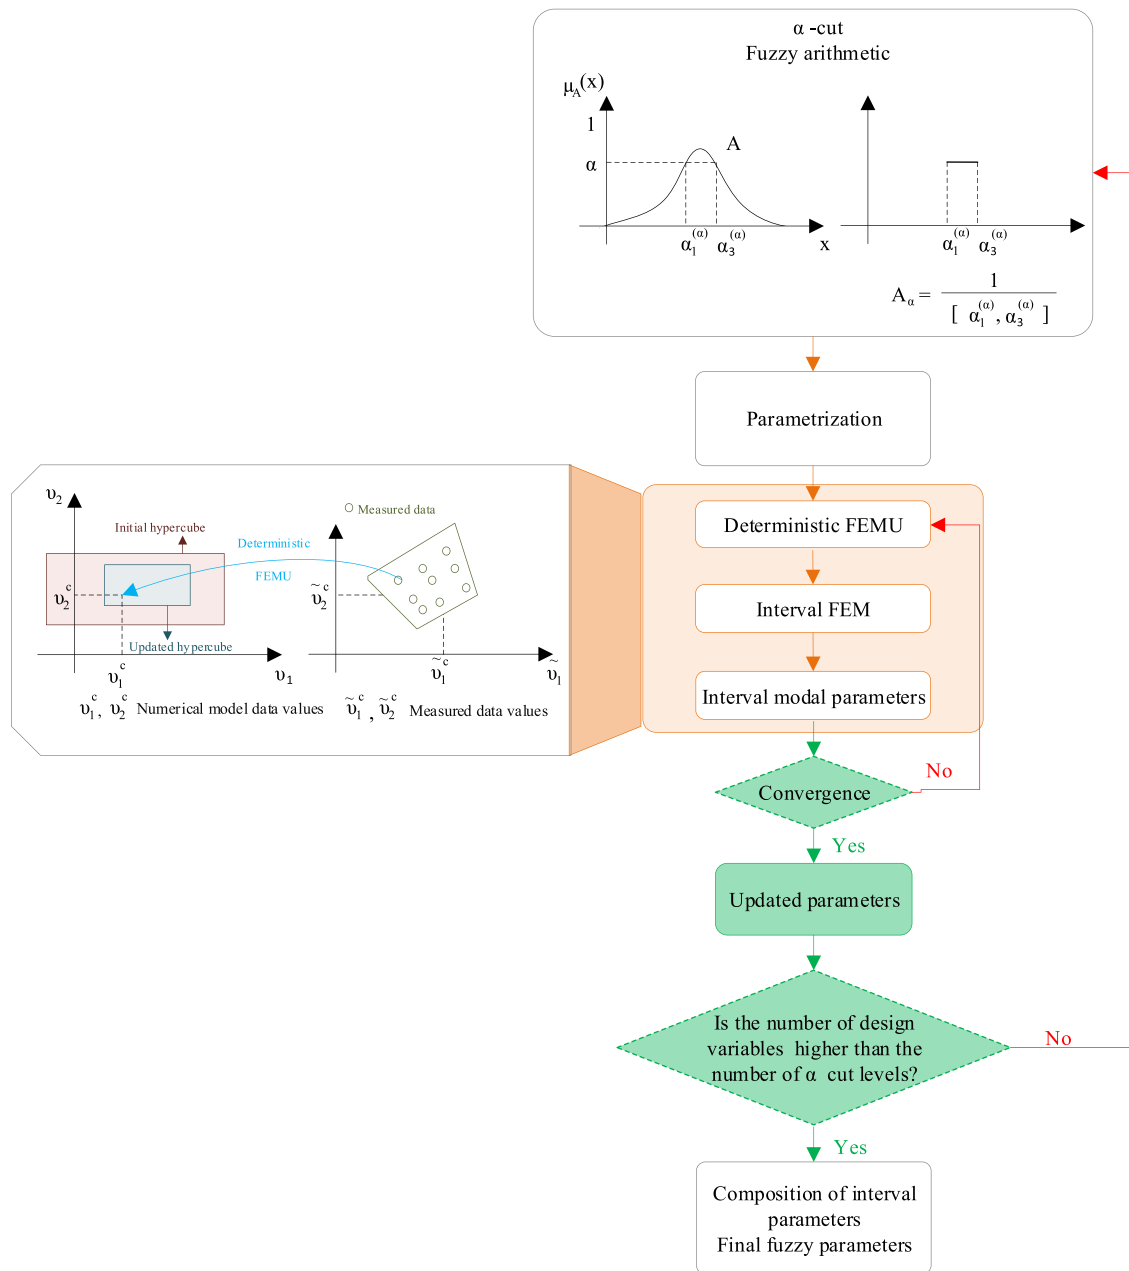 α -cut
Fuzzy arithmetic
μA(x)
1
A
α
α1(α) α3(α)
x
α1(α) α3(α)
Aα = 1
[ α1(α) , α3(α) ]
Parametrization
υ2
Initial hypercube
Deterministic
FEMU
υ2c
Updated hypercube
υ1c
υ1
Measured data
υ̃2c
υ̃1c
υ̃1
υ1c, υ2c Numerical model data values
υ̃1c, υ̃2c Measured data values
Deterministic FEMU
Interval FEM
Interval modal parameters
Convergence
No
Yes
Updated parameters
Is the number of design
variables higher than the
number of α cut levels?
No
Yes
Composition of interval
parameters
Final fuzzy parameters